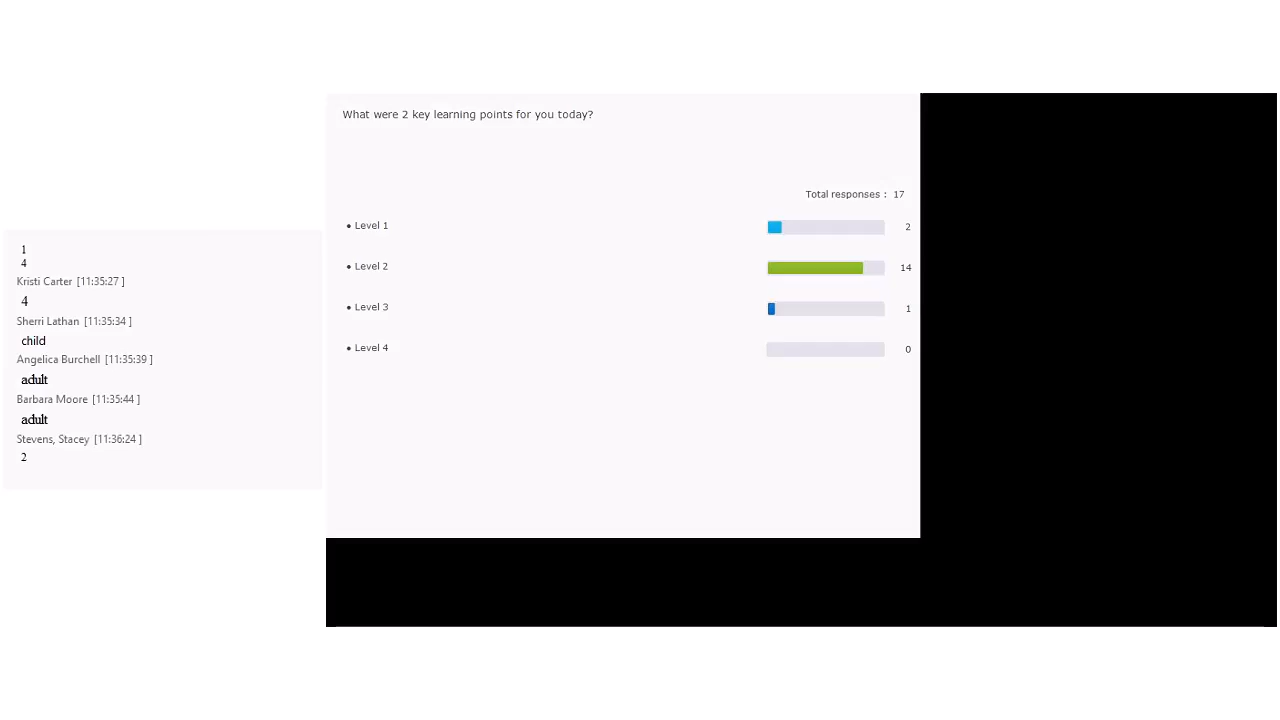 1
4
Kristi Carter [11:35:27 ]
4
Sherri Lathan [11:35:34 ]
child
Angelica Burchell [11:35:39 ]
adult
Barbara Moore [11:35:44 ]
adult
Stevens, Stacey [11:36:24 ]
2
What were 2 key learning points for you today?
Total responses : 17
• Level 1 2
• Level 2 14
• Level 3 1
• Level 4 0